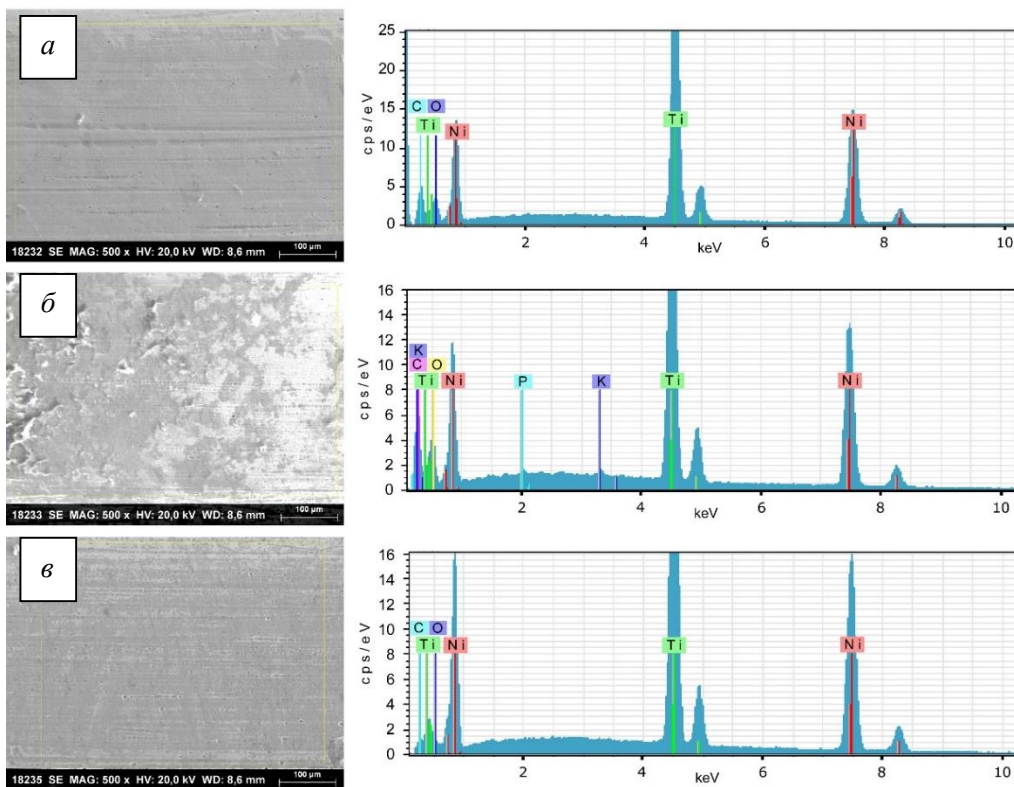 а
18232 SE MAG: 500 x HV: 20,0 kV WD: 8,6 mm 100 µm
25
20
15
10
5
0
cps/eV
C O
Ti
Ni
Ti
Ni
2 4 6 8 10
keV
б
18233 SE MAG: 500 x HV: 20,0 kV WD: 8,6 mm 100 µm
16
14
12
10
8
6
4
2
0
cps/eV
K
C O
Ti Ni
P
K
Ti
Ni
2 4 6 8 10
keV
в
18235 SE MAG: 500 x HV: 20,0 kV WD: 8,6 mm 100 µm
16
14
12
10
8
6
4
2
0
cps/eV
C O
Ti Ni
Ti
Ni
2 4 6 8 10
keV